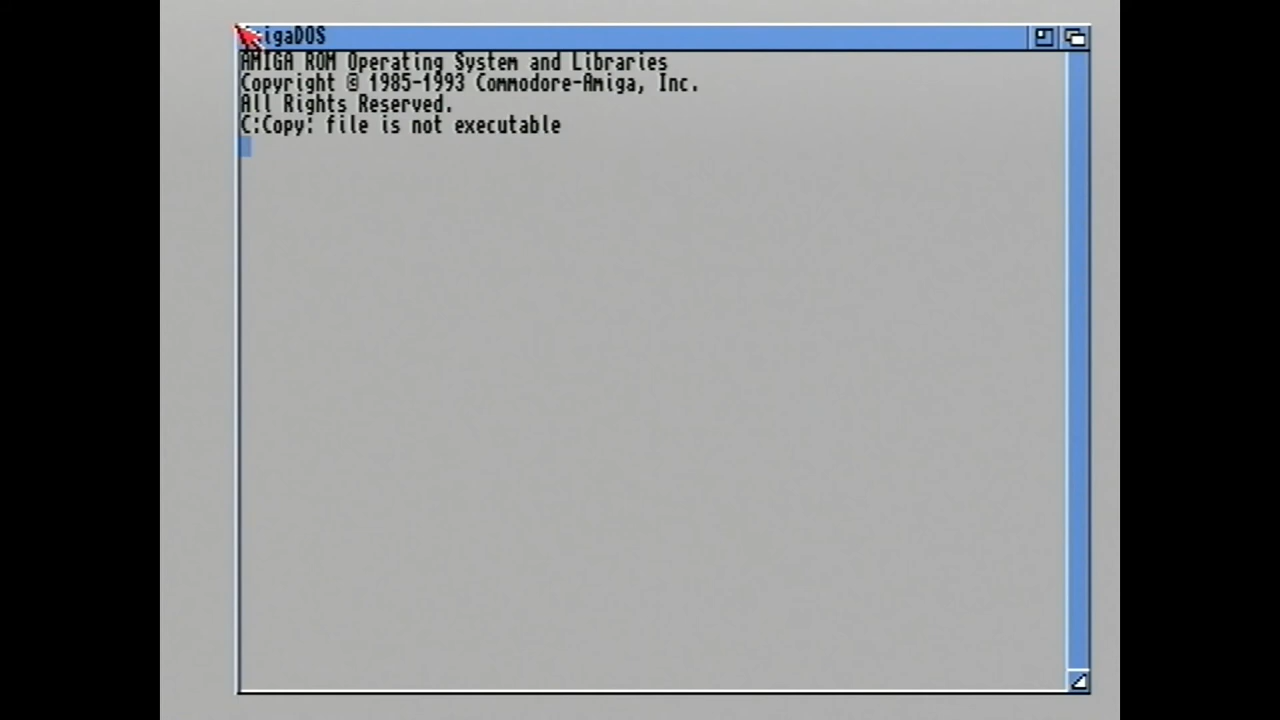 igaDOS
AMIGA ROM Operating System and Libraries
Copyright © 1985-1993 Commodore-Amiga, Inc.
All Rights Reserved.
C:Copy: file is not executable